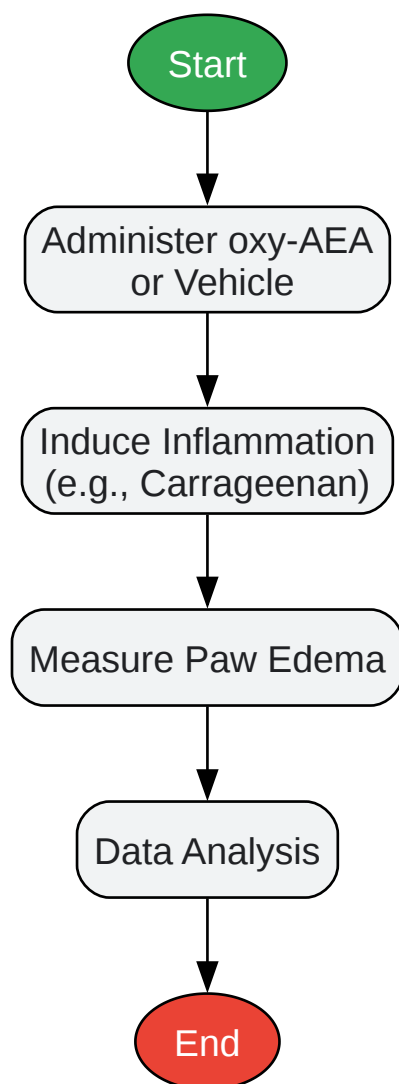 Start
Administer oxy-AEA
or Vehicle
Induce Inflammation
(e.g., Carrageenan)
Measure Paw Edema
Data Analysis
End